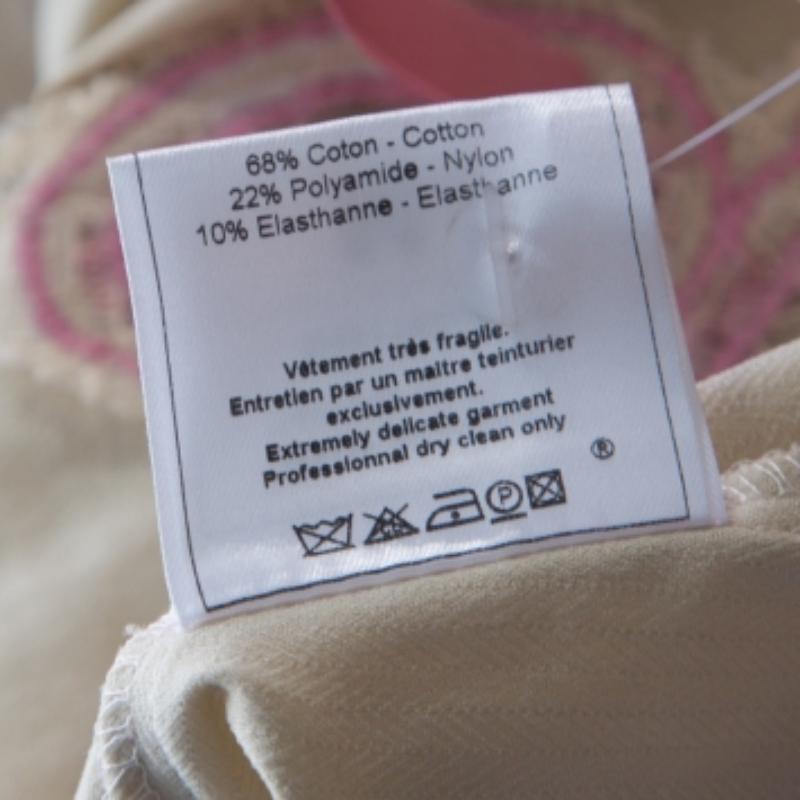 68% Coton - Cotton
22% Polyamide - Nylon
10% Elasthanne - Elasthanne
Vêtement très fragile.
Entretien par un maître teinturier
exclusivement.
Extremely delicate garment
Professionnal dry clean only
®
P